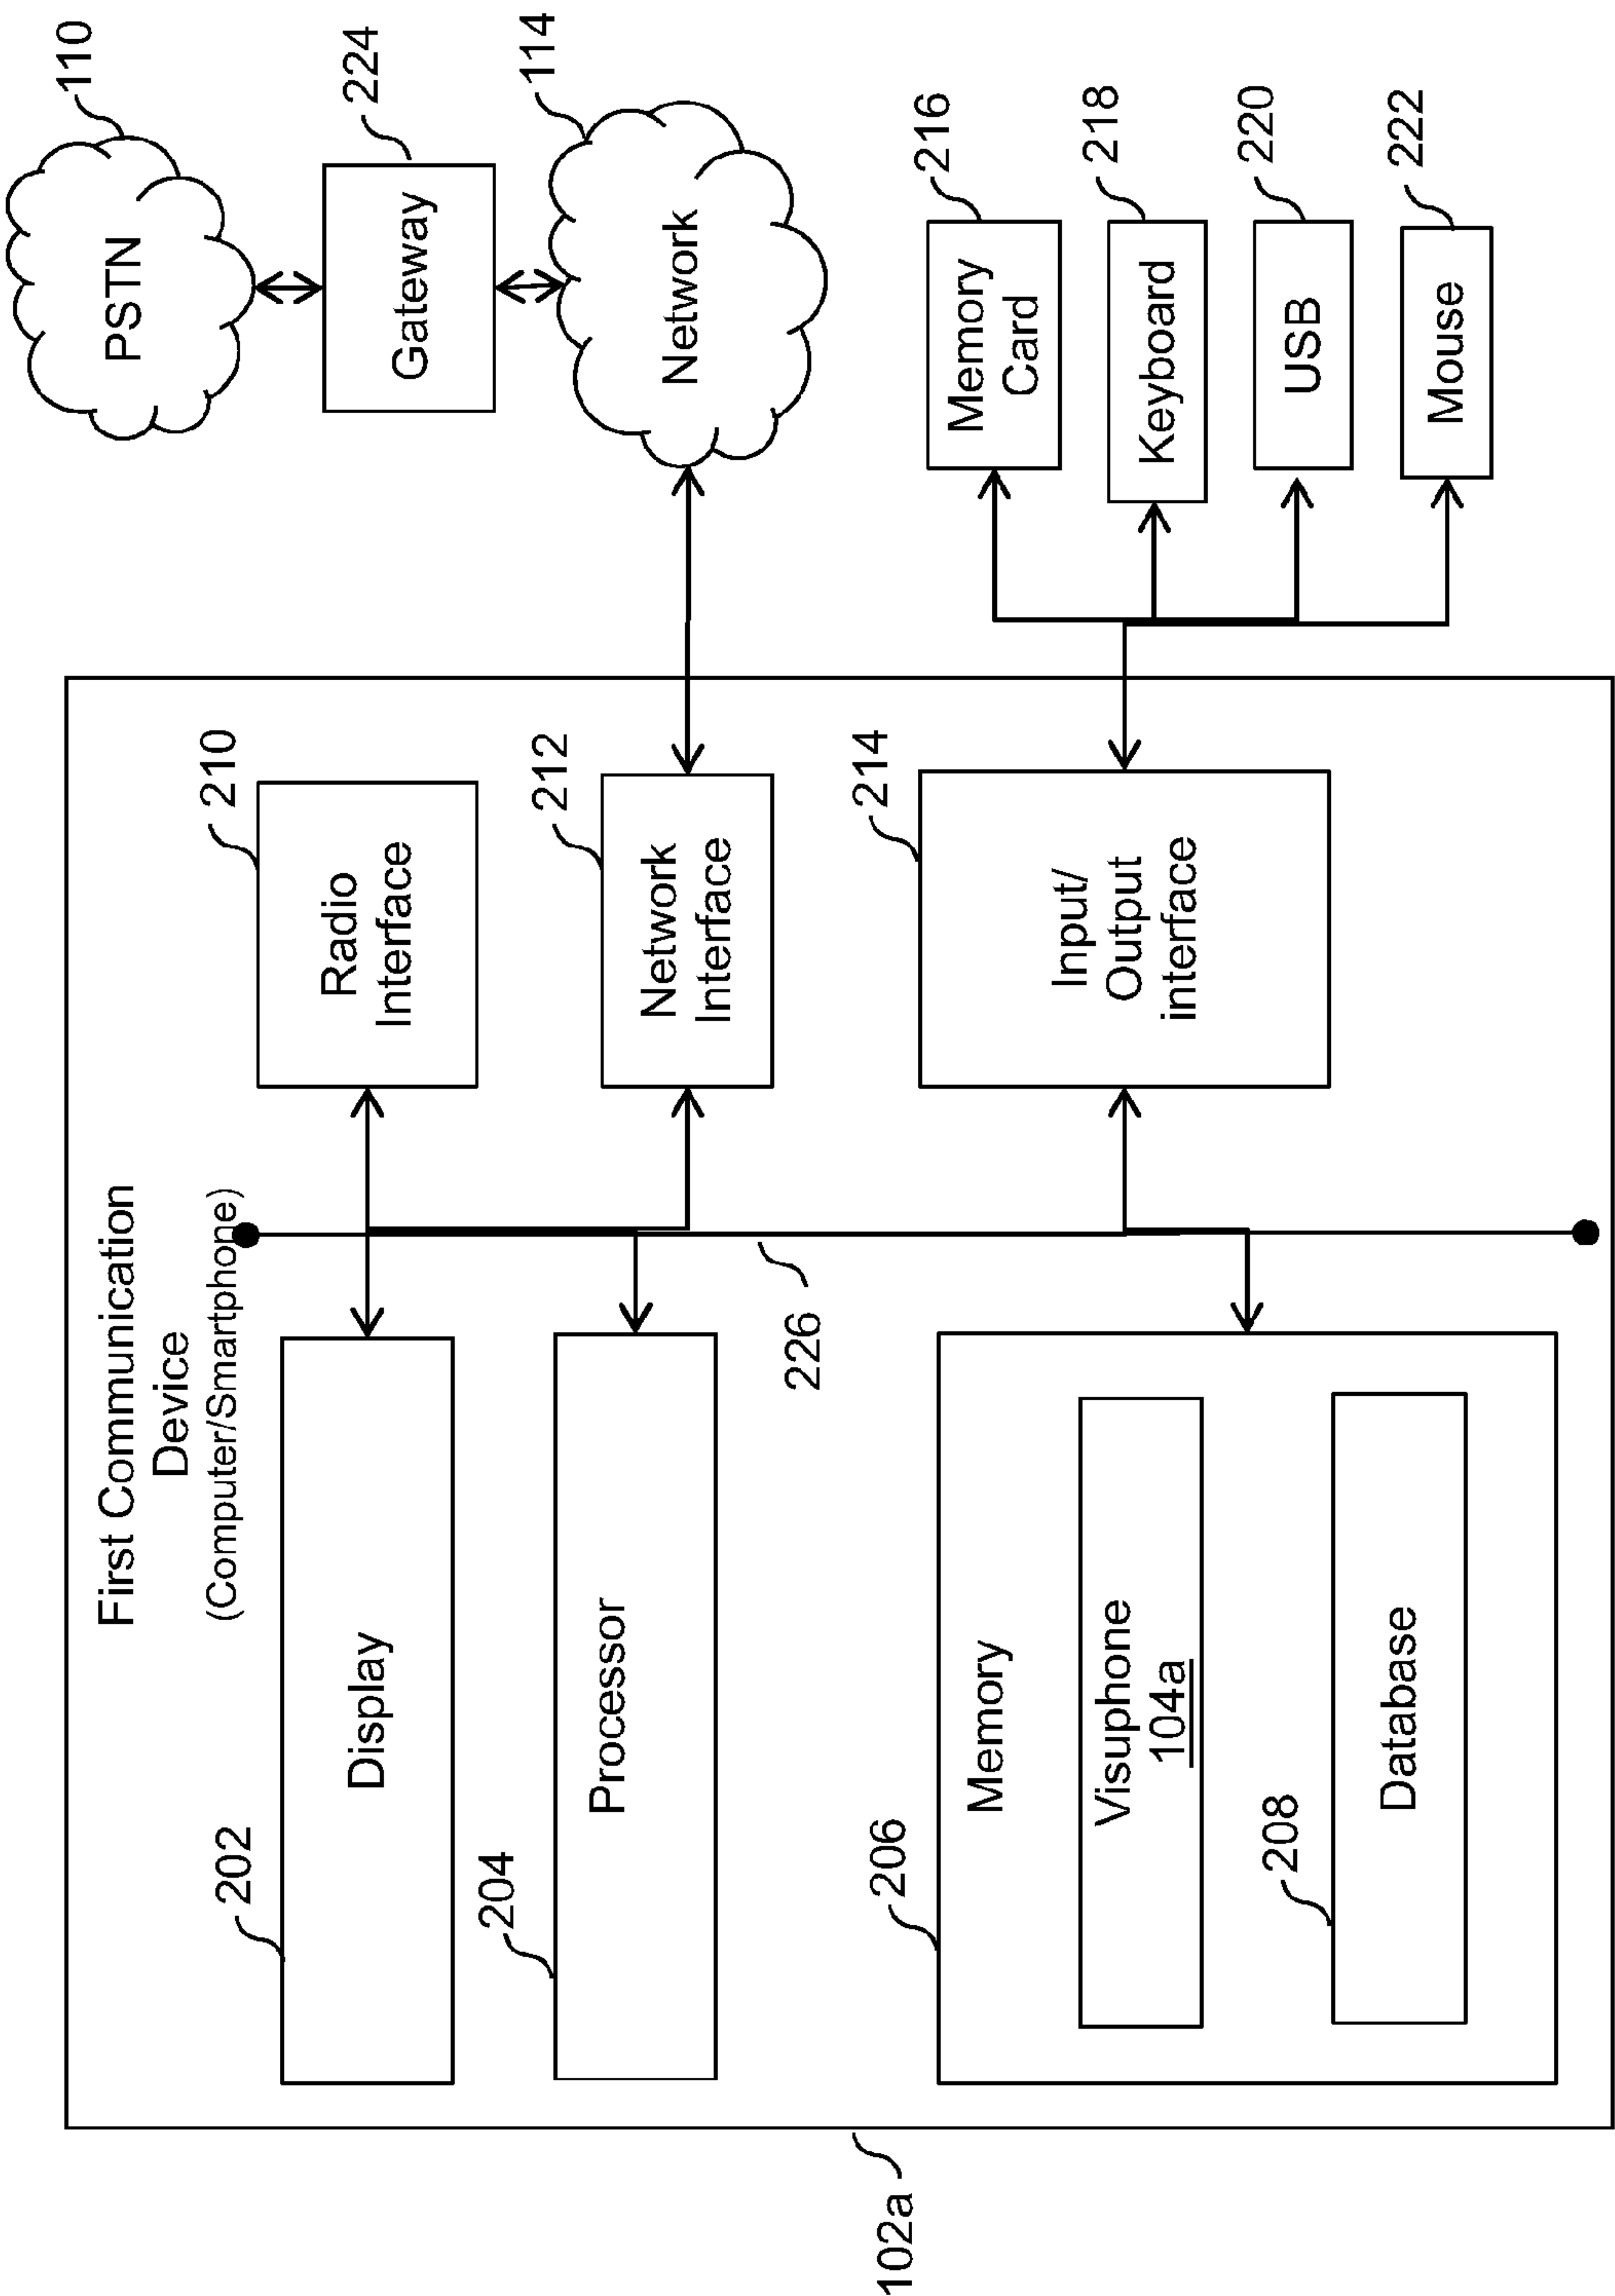 First Communication
Device
(Computer/Smartphone)
102a
202
Display
204
Processor
206
Memory
Visuphone
104a
208
Database
226
210
Radio
Interface
212
Network
Interface
214
Input/
Output
interface
PSTN
110
Gateway
224
Network
114
Memory
Card
216
Keyboard
218
USB
220
Mouse
222